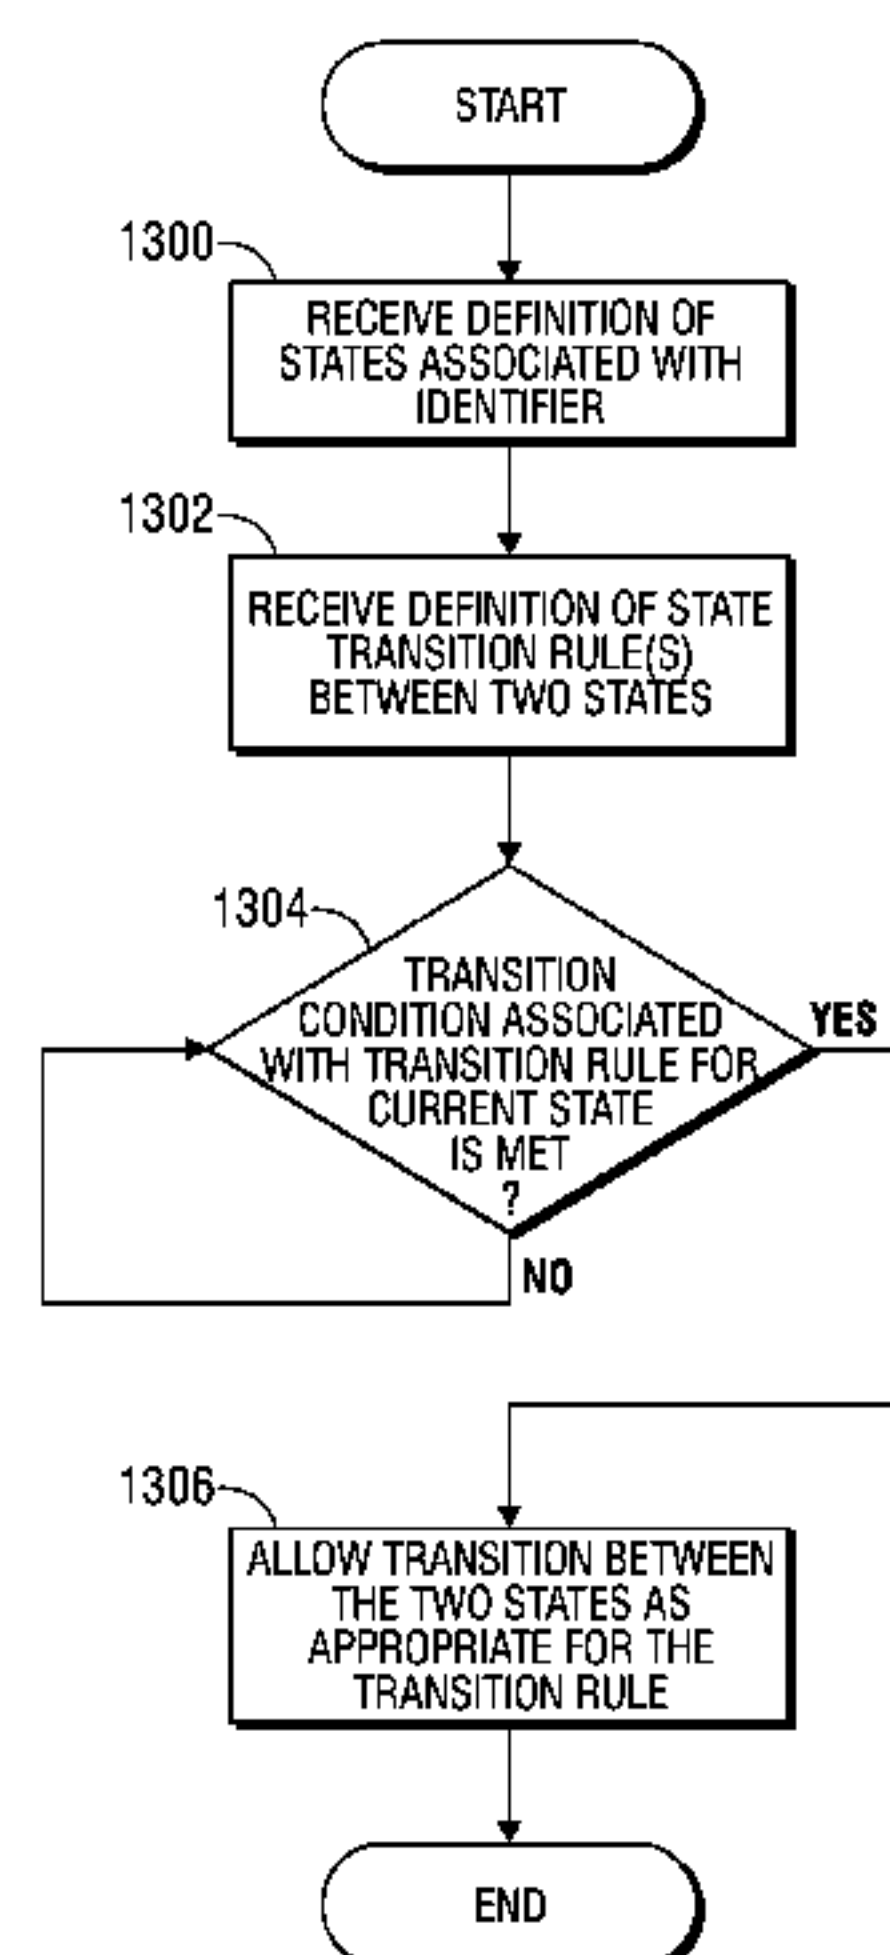 START
1300
RECEIVE DEFINITION OF
STATES ASSOCIATED WITH
IDENTIFIER
1302
RECEIVE DEFINITION OF STATE
TRANSITION RULE(S)
BETWEEN TWO STATES
1304
TRANSITION
CONDITION ASSOCIATED
WITH TRANSITION RULE FOR
CURRENT STATE
IS MET
?
YES
NO
1306
ALLOW TRANSITION BETWEEN
THE TWO STATES AS
APPROPRIATE FOR THE
TRANSITION RULE
END